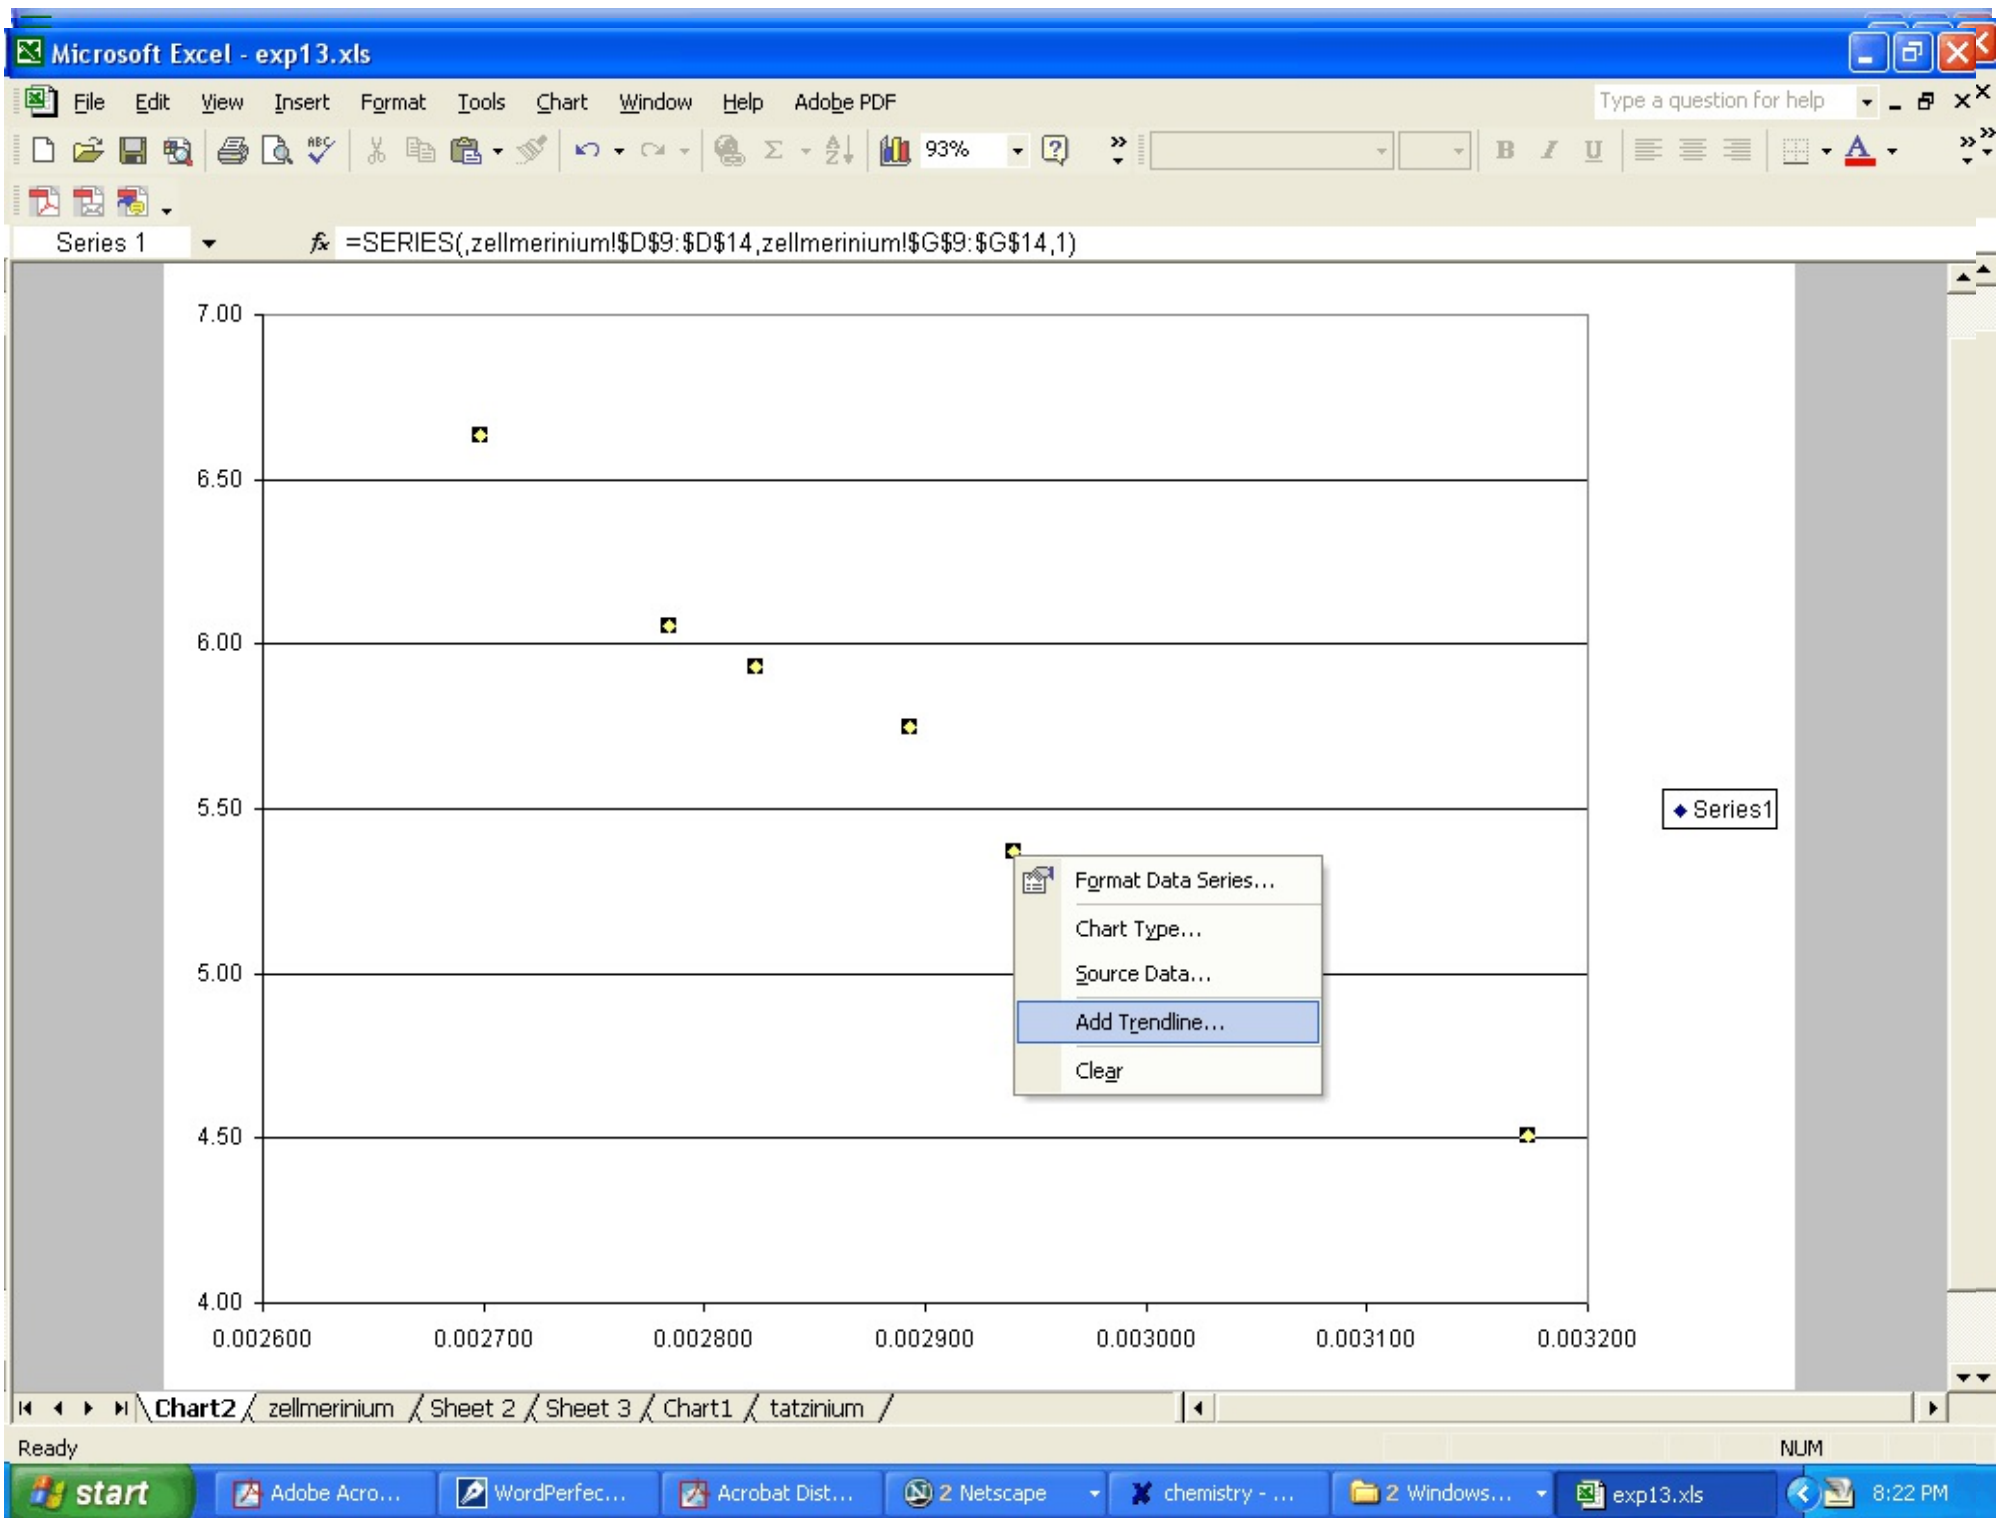 Microsoft Excel - exp13.xls
File Edit View Insert Format Tools Chart Window Help Adobe PDF Type a question for help
ABC 93% B I U A
Series 1 fx =SERIES(,zellmerinium!$D$9:$D$14,zellmerinium!$G$9:$G$14,1)
7.00
6.50
6.00
5.50
Series1
Format Data Series...
Chart Type...
5.00
Source Data...
Add Trendline...
Clear
4.50
4.00
0.002600 0.002700 0.002800 0.002900 0.003000 0.003100 0.003200
Chart2 zellmerinium Sheet 2 Sheet 3 Chart1 tatzinium
Ready NUM
start Adobe Acro... WordPerfec... Acrobat Dist... 2 Netscape chemistry - ... 2 Windows... exp13.xls 8:22 PM